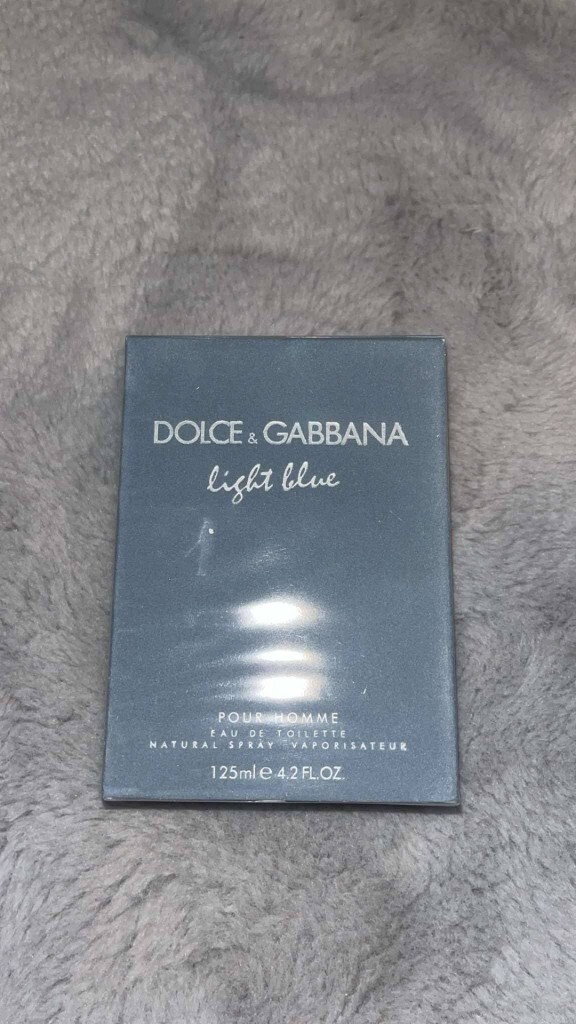 DOLCE & GABBANA
light blue
POUR HOMME
EAU DE TOILETTE
NATURAL SPRAY VAPORISATEUR
125ml e 4.2 FL.OZ.